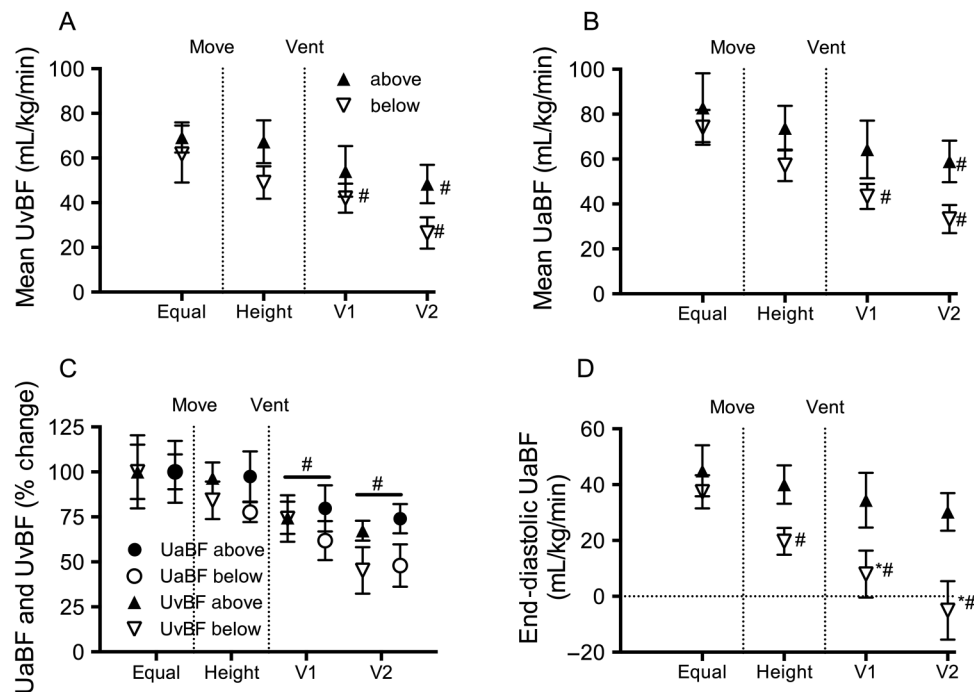 A
Move Vent
Mean UvBF (mL/kg/min)
100
80
60
40
20
0
above
below
#
#
#
Equal Height V1 V2
B
Move Vent
Mean UaBF (mL/kg/min)
100
80
60
40
20
0
#
#
#
Equal Height V1 V2
C
Move Vent
UaBF and UvBF (% change)
125
100
75
50
25
0
#
#
UaBF above
UaBF below
UvBF above
UvBF below
Equal Height V1 V2
D
Move Vent
End-diastolic UaBF
(mL/kg/min)
60
40
20
0
–20
#
*#
*#
Equal Height V1 V2